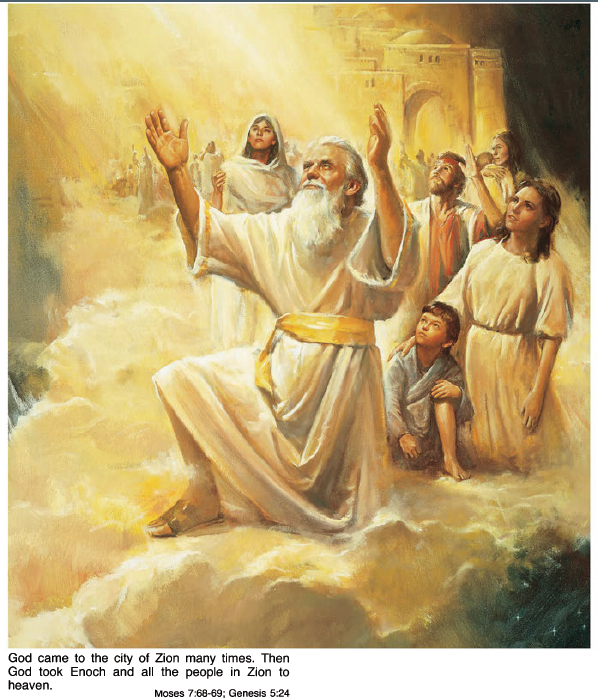 God came to the city of Zion many times. Then
God took Enoch and all the people in Zion to
heaven.
Moses 7:68-69; Genesis 5:24